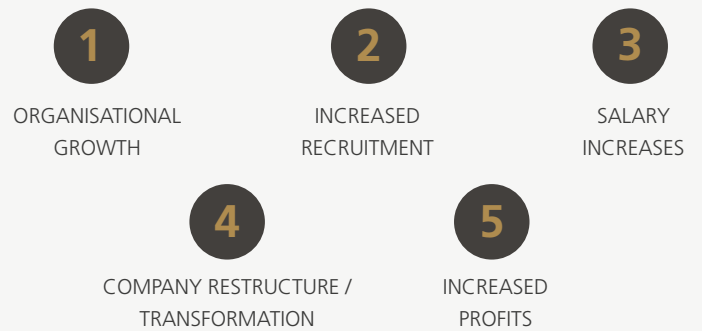 1
ORGANISATIONAL
GROWTH
2
INCREASED
RECRUITMENT
3
SALARY
INCREASES
4
COMPANY RESTRUCTURE /
TRANSFORMATION
5
INCREASED
PROFITS